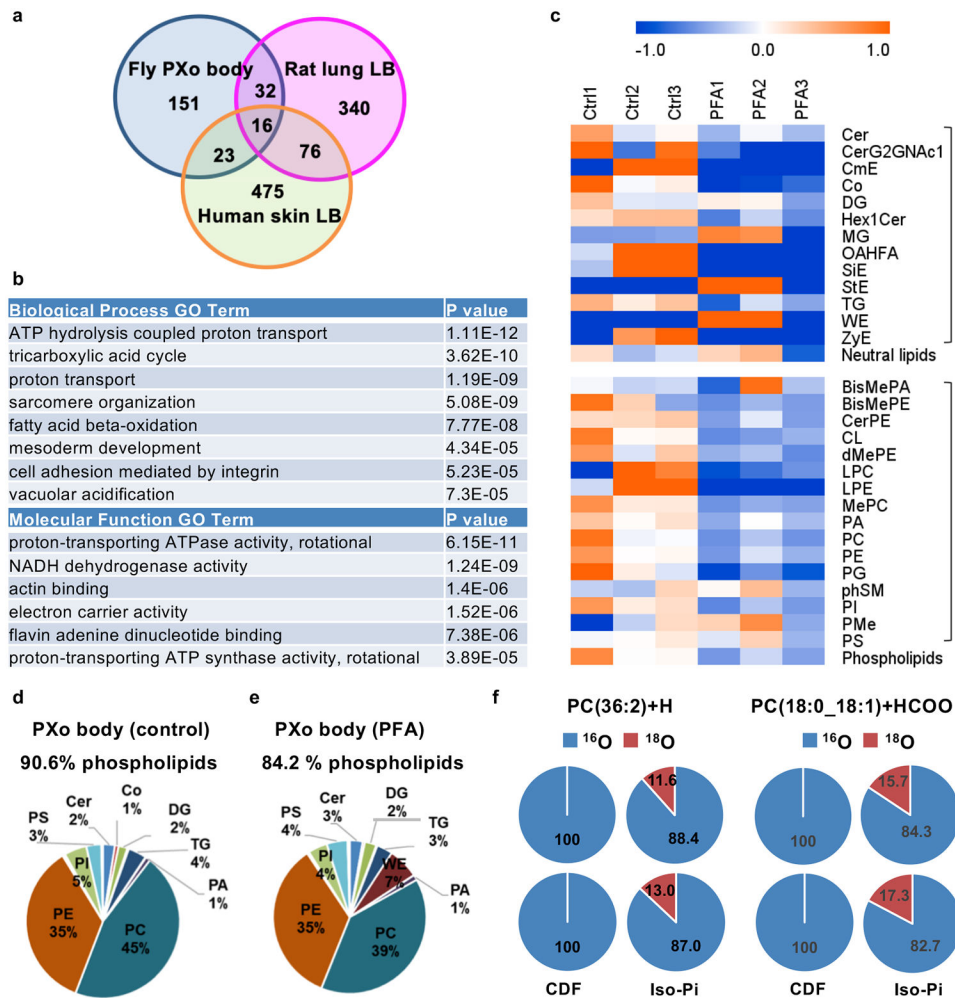 a
Fly PXo body
Rat lung LB
32
151
340
16
23
76
475
Human skin LB
b
Biological Process GO Term P value
ATP hydrolysis coupled proton transport 1.11E-12
tricarboxylic acid cycle 3.62E-10
proton transport 1.19E-09
sarcomere organization 5.08E-09
fatty acid beta-oxidation 7.77E-08
mesoderm development 4.34E-05
cell adhesion mediated by integrin 5.23E-05
vacuolar acidification 7.3E-05
Molecular Function GO Term P value
proton-transporting ATPase activity, rotational 6.15E-11
NADH dehydrogenase activity 1.24E-09
actin binding 1.4E-06
electron carrier activity 1.52E-06
flavin adenine dinucleotide binding 7.38E-06
proton-transporting ATP synthase activity, rotational 3.89E-05
c
-1.0 0.0 1.0
Ctrl1 Ctrl2 Ctrl3 PFA1 PFA2 PFA3
Cer
CerG2GNAc1
CmE
Co
DG
Hex1Cer
MG
OAHFA
SiE
StE
TG
WE
ZyE
Neutral lipids
BisMePA
BisMePE
CerPE
CL
dMePE
LPC
LPE
MePC
PA
PC
PE
PG
phSM
PI
PMe
PS
Phospholipids
d
PXo body (control)
90.6% phospholipids
PS
3%
Cer
2%
Co
1%
DG
2%
TG
4%
PA
1%
PI
5%
PE
35%
PC
45%
e
PXo body (PFA)
84.2 % phospholipids
PS
4%
Cer
3%
DG
2%
TG
3%
WE
7%
PA
1%
PI
4%
PE
35%
PC
39%
f
PC(36:2)+H
16O 18O
100
11.6
88.4
100
13.0
87.0
CDF Iso-Pi
PC(18:0_18:1)+HCOO
16O 18O
100
15.7
84.3
100
17.3
82.7
CDF Iso-Pi